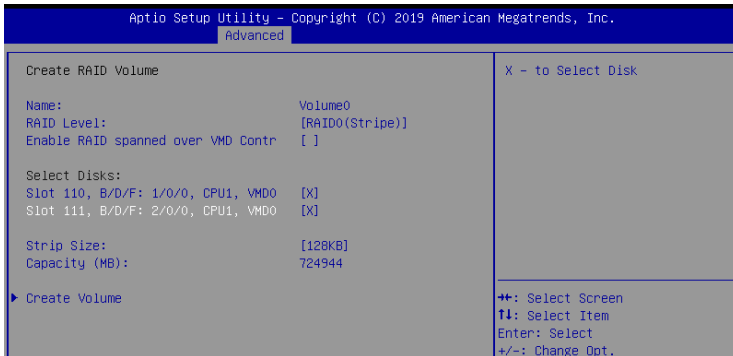 Aptio Setup Utility – Copyright (C) 2019 American Megatrends, Inc.
Advanced
Create RAID Volume
X – to Select Disk
Name: Volume0
RAID Level: [RAID0(Stripe)]
Enable RAID spanned over VMD Contr [ ]
Select Disks:
Slot 110, B/D/F: 1/0/0, CPU1, VMD0 [X]
Slot 111, B/D/F: 2/0/0, CPU1, VMD0 [X]
Strip Size: [128KB]
Capacity (MB): 724944
Create Volume
→←: Select Screen
↑↓: Select Item
Enter: Select
+/-: Change Opt.